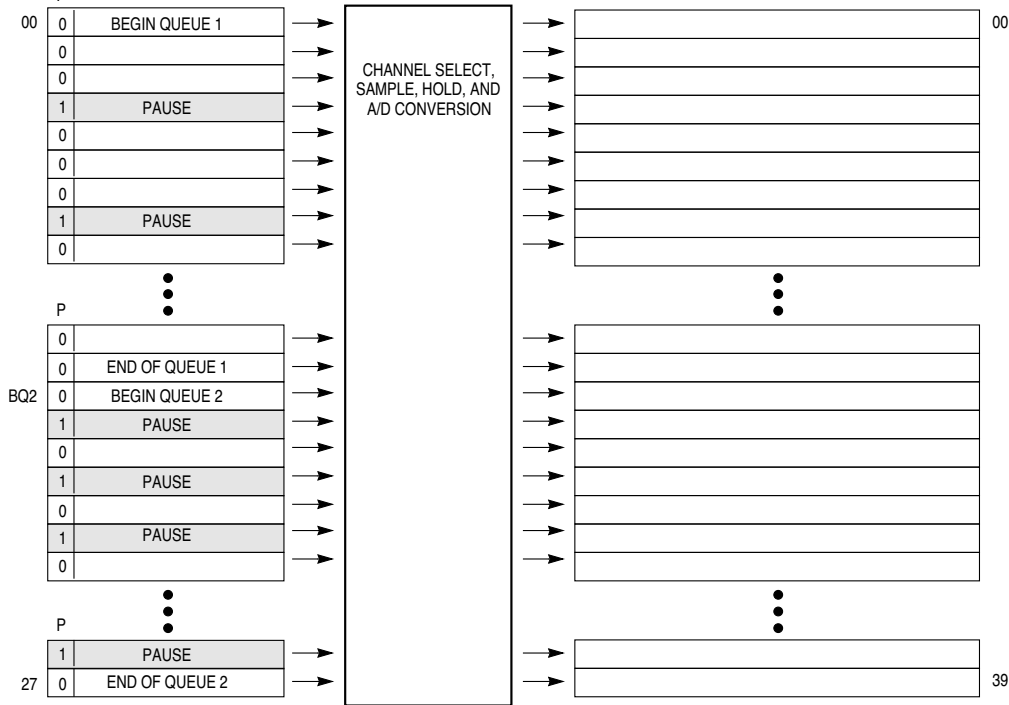 00 0 BEGIN QUEUE 1 00
0
0
CHANNEL SELECT,
SAMPLE, HOLD, AND
A/D CONVERSION
1 PAUSE
0
0
0
1 PAUSE
0
P
0
0 END OF QUEUE 1
BQ2 0 BEGIN QUEUE 2
1 PAUSE
0
1 PAUSE
0
1 PAUSE
0
P
1 PAUSE
27 0 END OF QUEUE 2 39